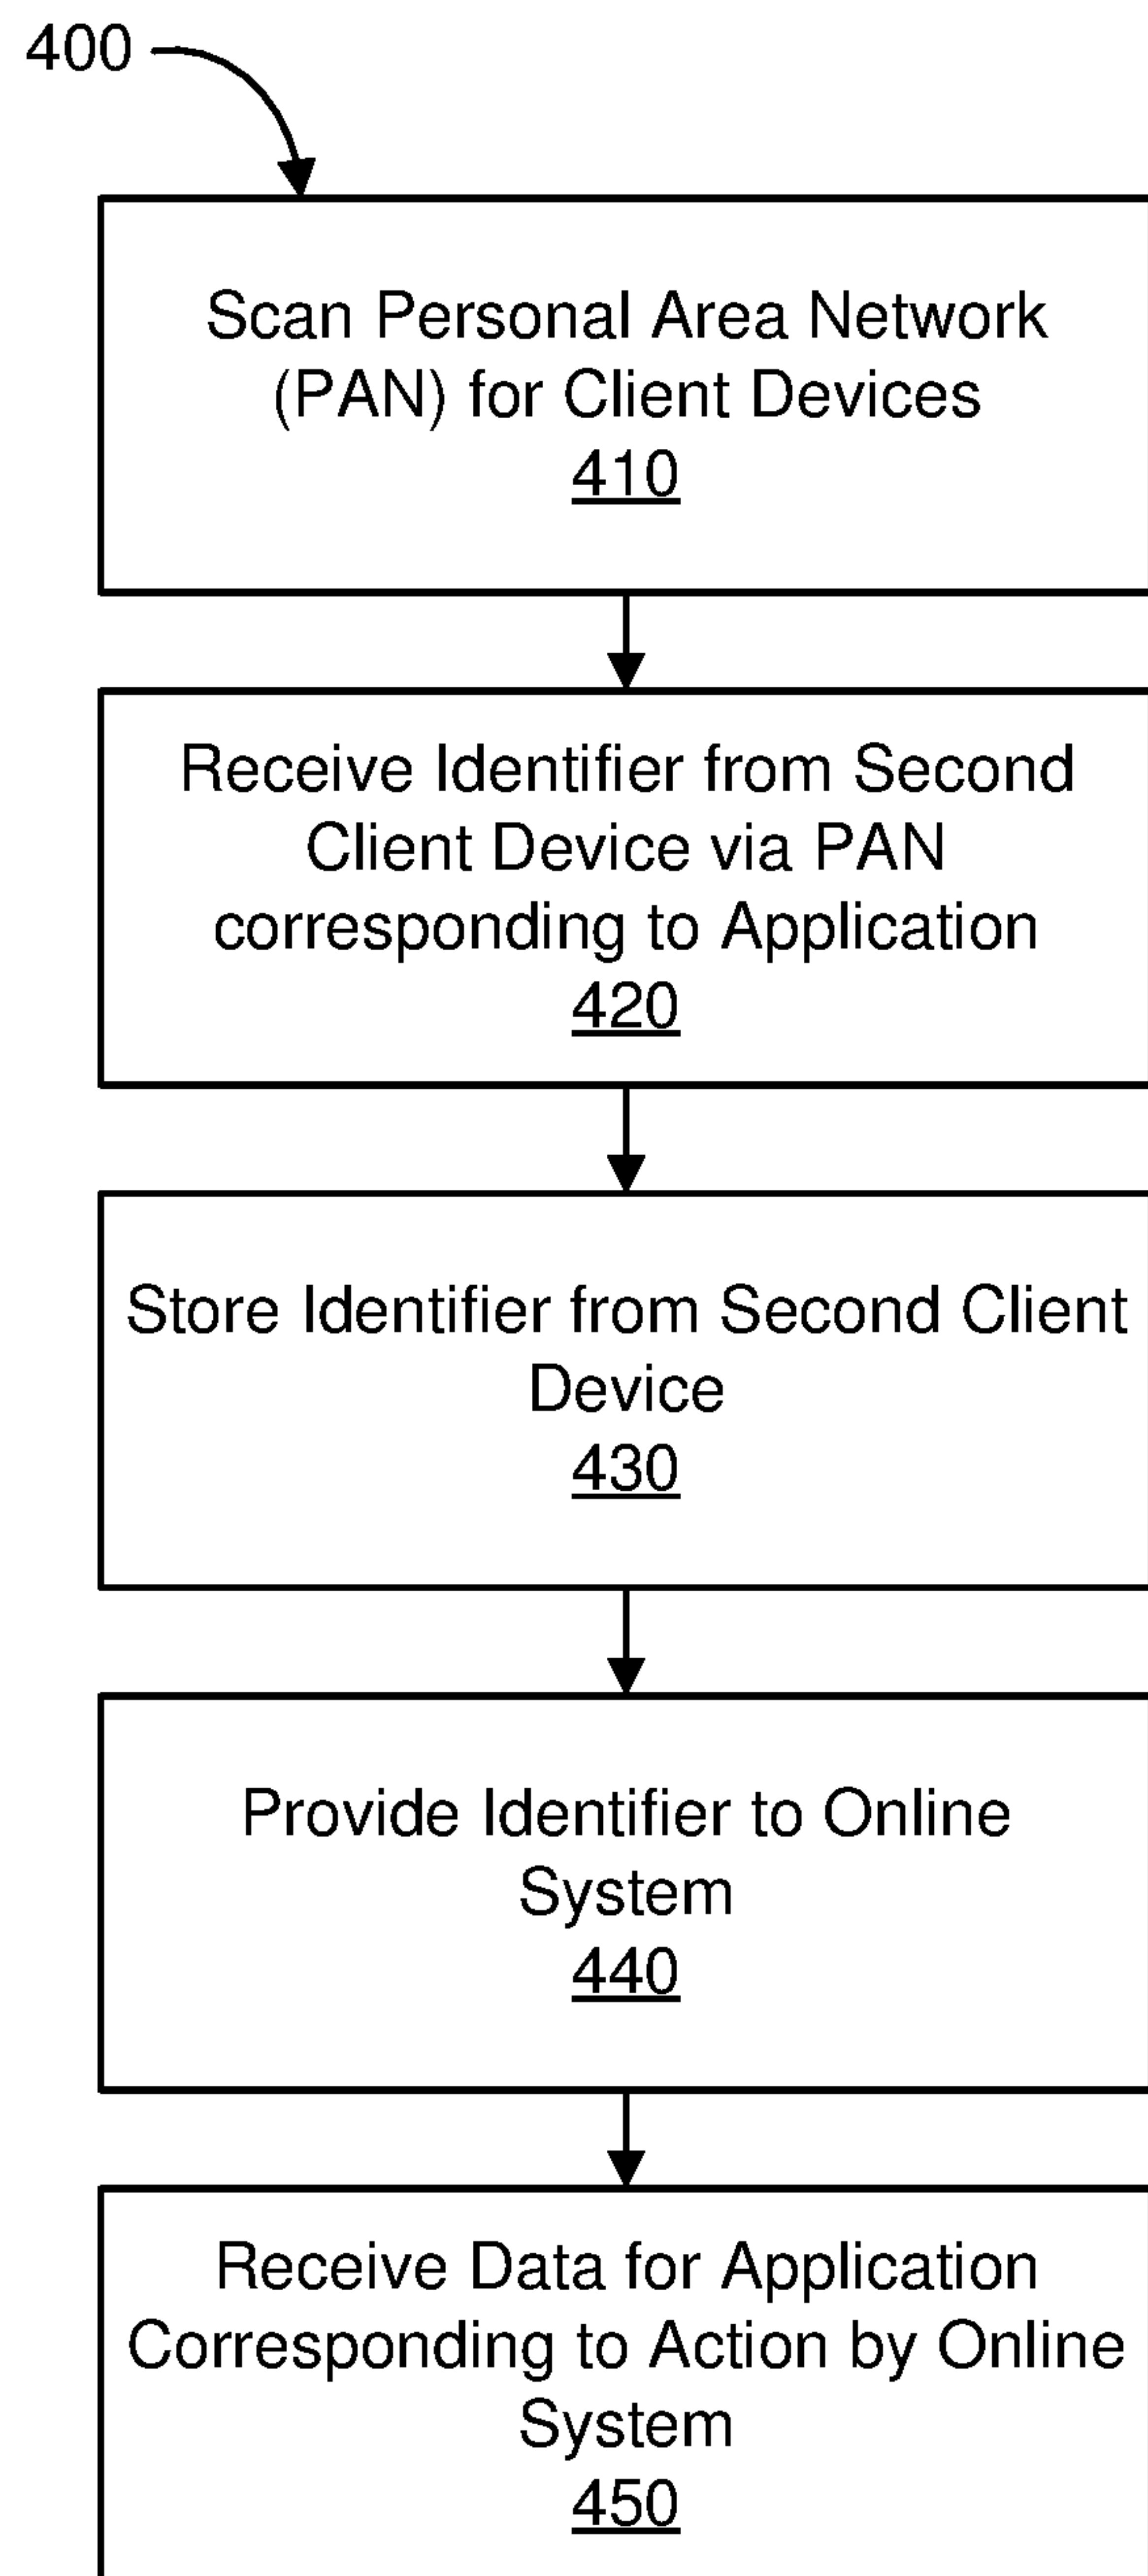 400
Scan Personal Area Network
(PAN) for Client Devices
410
Receive Identifier from Second
Client Device via PAN
corresponding to Application
420
Store Identifier from Second Client
Device
430
Provide Identifier to Online
System
440
Receive Data for Application
Corresponding to Action by Online
System
450